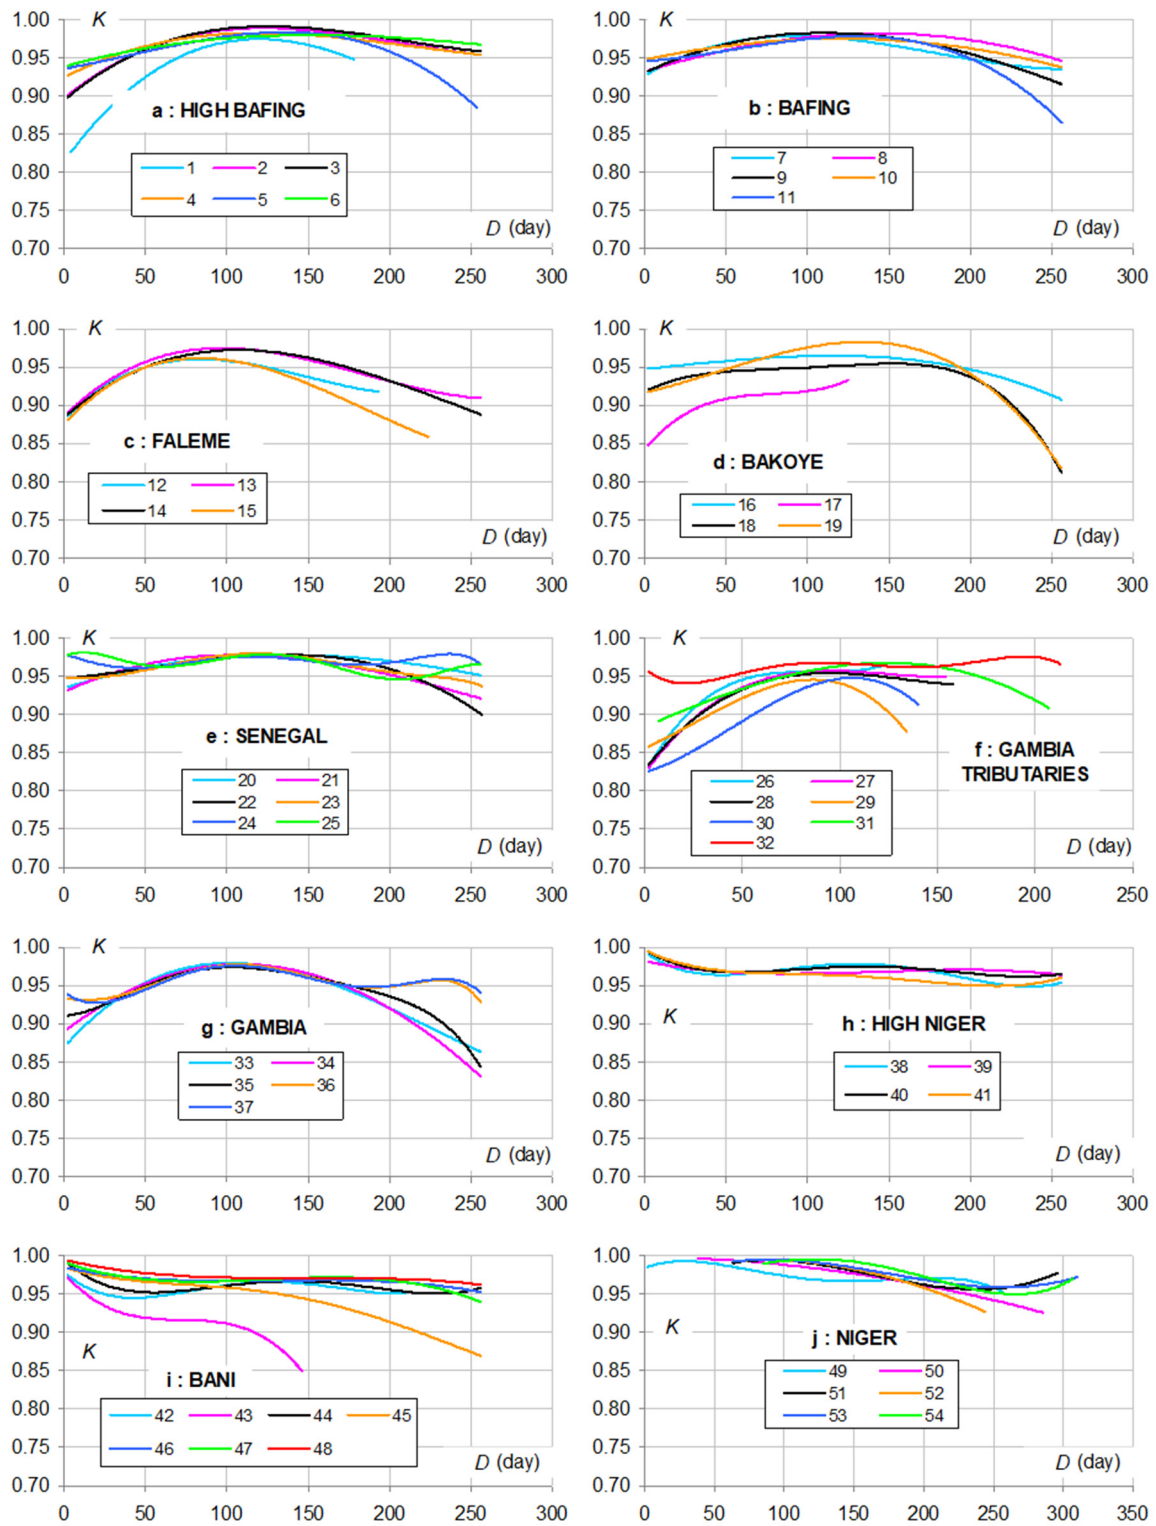 K
K
1.00
0.95
0.90
0.85
0.80
0.75
0.70
a : HIGH BAFING
1 2 3
4 5 6
D (day)
0 50 100 150 200 250 300
1.00
0.95
0.90
0.85
0.80
0.75
0.70
b : BAFING
7 8
9 10
11
D (day)
0 50 100 150 200 250 300
K
1.00
0.95
0.90
0.85
0.80
0.75
0.70
c : FALEME
12 13
14 15
D (day)
0 50 100 150 200 250 300
K
1.00
0.95
0.90
0.85
0.80
0.75
0.70
d : BAKOYE
16 17
18 19
D (day)
0 50 100 150 200 250 300
K
1.00
0.95
0.90
0.85
0.80
0.75
0.70
e : SENEGAL
20 21
22 23
24 25
D (day)
0 50 100 150 200 250 300
K
1.00
0.95
0.90
0.85
0.80
0.75
0.70
f : GAMBIA
TRIBUTARIES
26 27
28 29
30 31
32
D (day)
0 50 100 150 200 250
K
1.00
0.95
0.90
0.85
0.80
0.75
0.70
g : GAMBIA
33 34
35 36
37
D (day)
0 50 100 150 200 250 300
1.00
0.95
0.90
0.85
0.80
0.75
0.70
K
h : HIGH NIGER
38 39
40 41
D (day)
0 50 100 150 200 250 300
1.00
0.95
0.90
0.85
0.80
0.75
0.70
K
i : BANI
42 43 44 45
46 47 48
D (day)
0 50 100 150 200 250 300
1.00
0.95
0.90
0.85
0.80
0.75
0.70
K
j : NIGER
49 50
51 52
53 54
D (day)
0 50 100 150 200 250 300 350